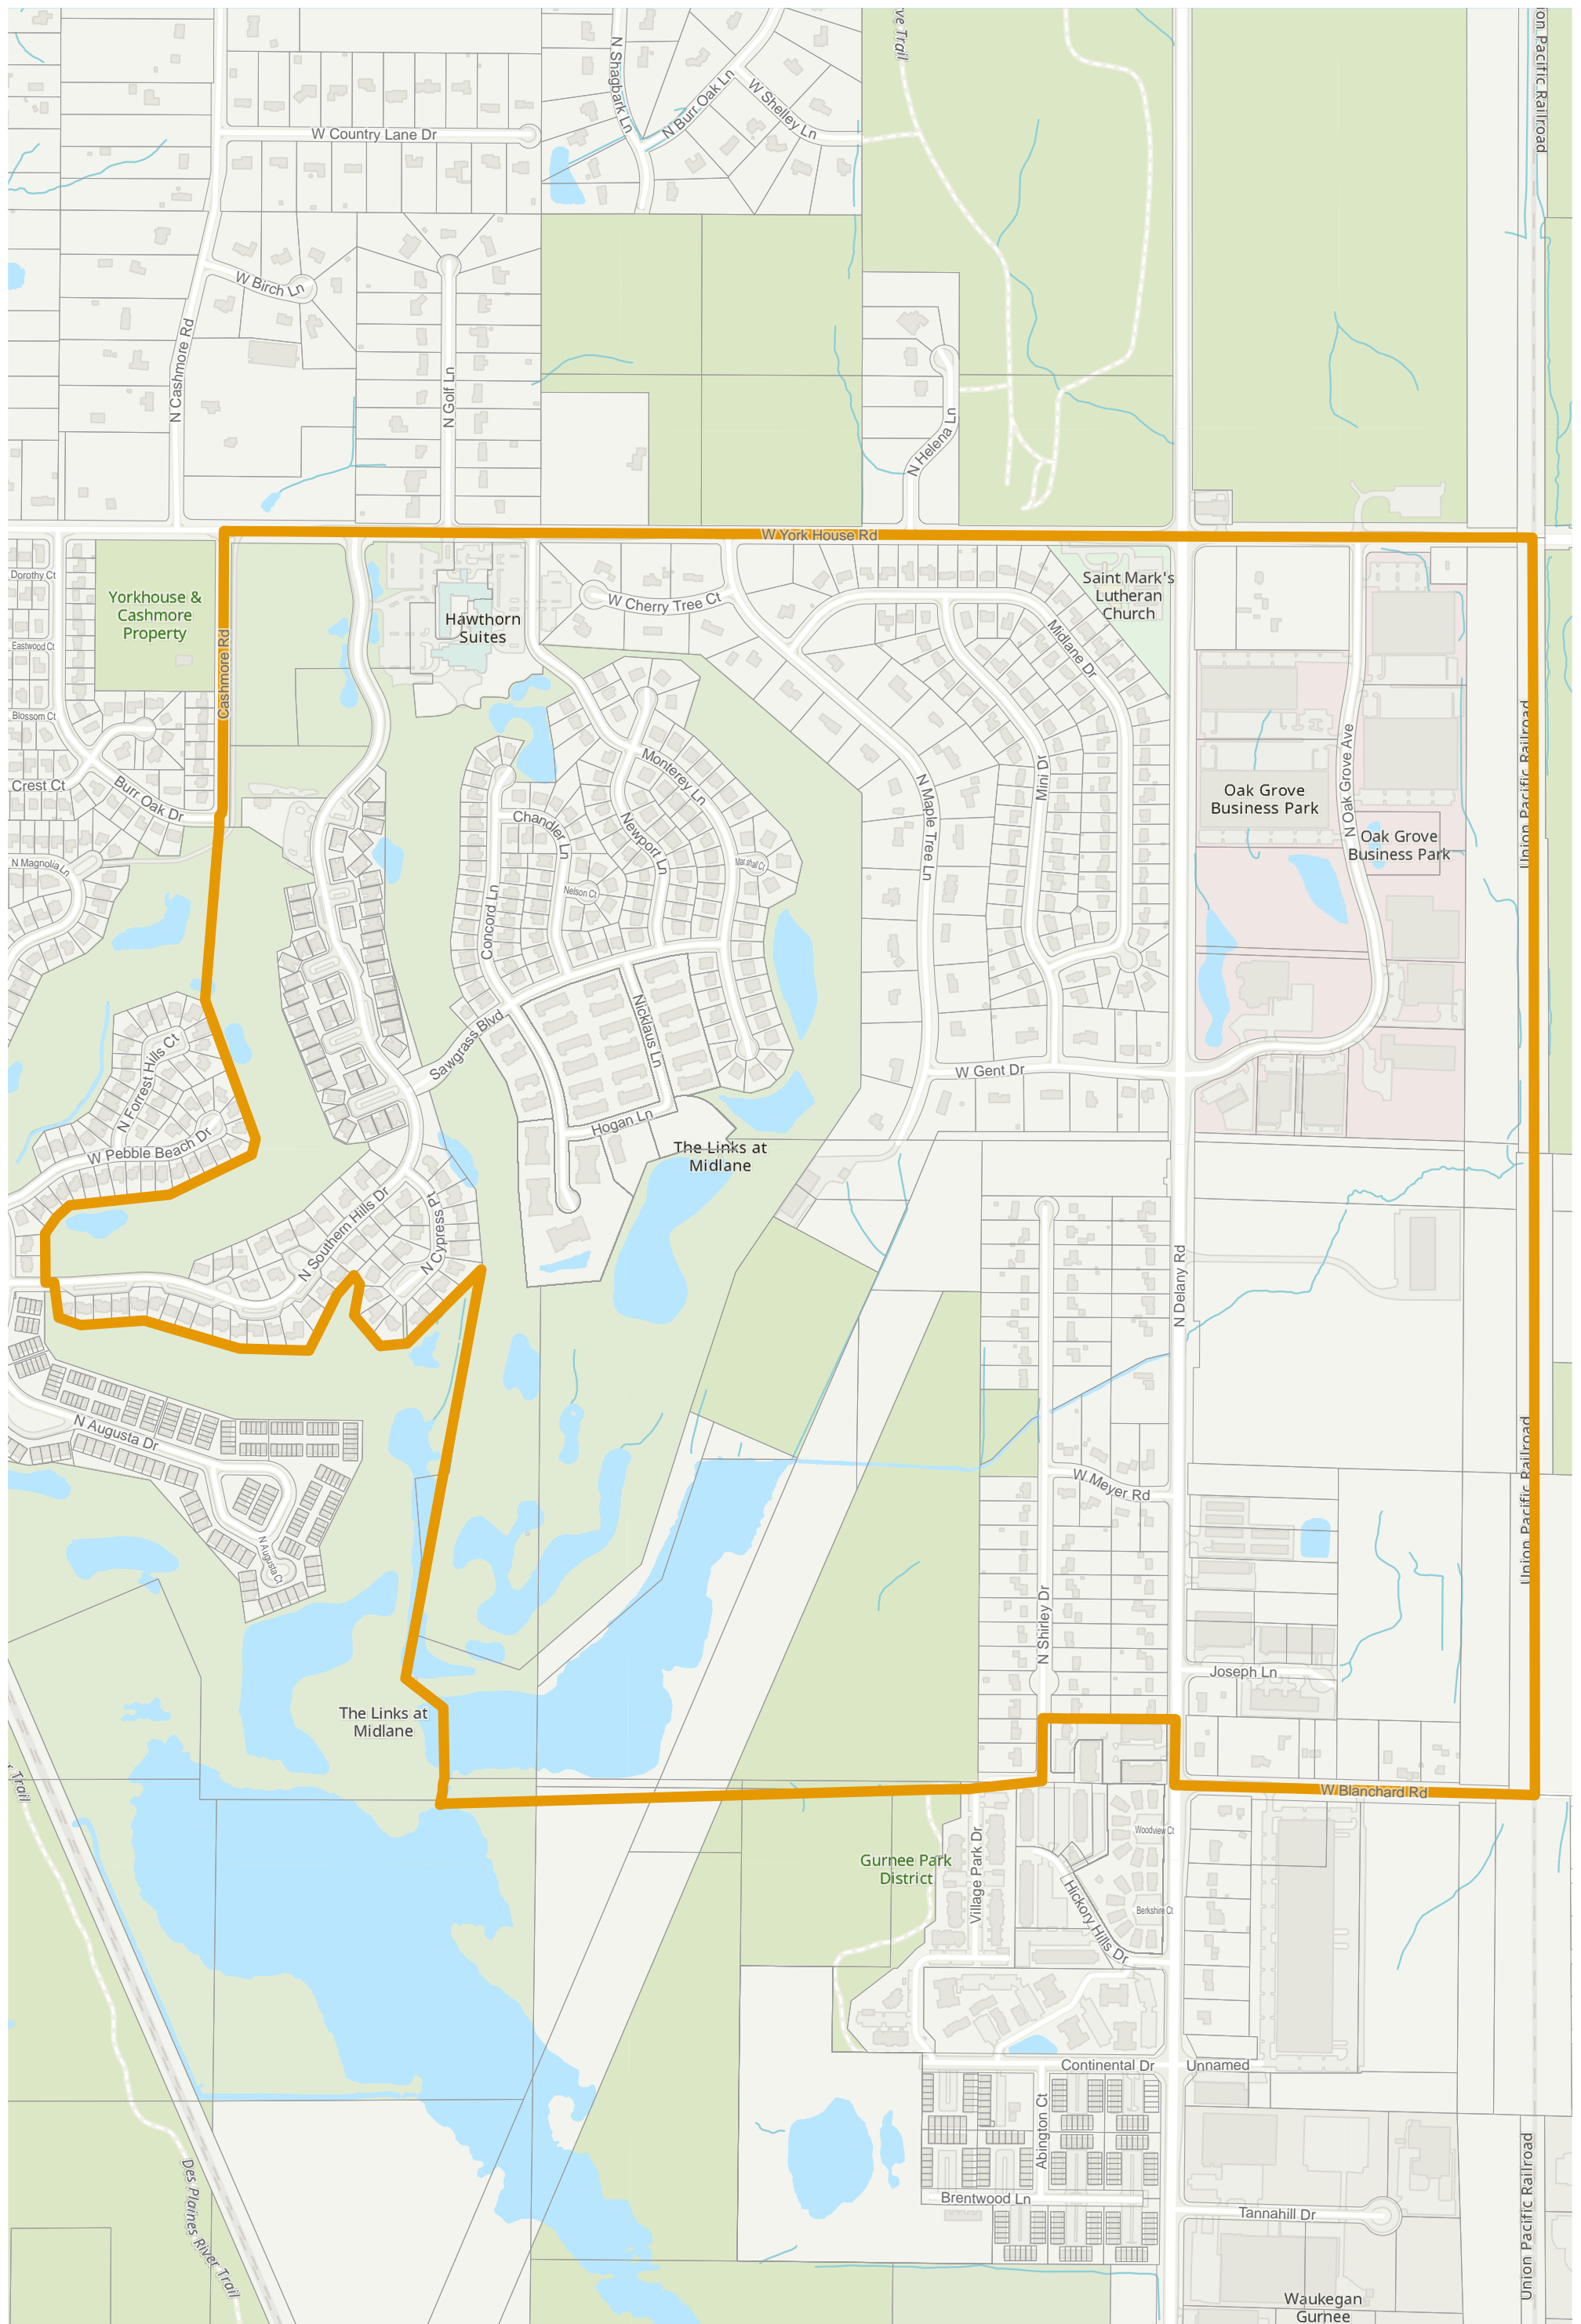 ve Trail
Union Pacific Railroad
N Shagbark Ln
N Burr Oak Ln
W Shelley Ln
W Country Lane Dr
W Birch Ln
N Cashmore Rd
N Golf Ln
N Helena Ln
W York House Rd
Dorothy Ct
Yorkhouse &
Cashmore
Property
Eastwood Ct
Cashmore Rd
Blossom Ct
Crest Ct
Burr Oak Dr
N Magnolia Ln
Hawthorn
Suites
W Cherry Tree Ct
Saint Mark's
Lutheran
Church
Midlane Dr
Mini Dr
N Maple Tree Ln
Monterey Ln
Chandler Ln
Newport Ln
Marshall Ct
Nelson Ct
Concord Ln
Oak Grove
Business Park
N Oak Grove Ave
Oak Grove
Business Park
Union Pacific Railroad
Nicklaus Ln
Sawgrass Blvd
W Gent Dr
N Forrest Hills Ct
W Pebble Beach Dr
Hogan Ln
The Links at
Midlane
N Southern Hills Dr
N Cypress Pt
N Delany Rd
N Augusta Dr
N Augusta Ct
W Meyer Rd
Union Pacific Railroad
N Shirley Dr
Joseph Ln
The Links at
Midlane
r Trail
W Blanchard Rd
Gurnee Park
District
Village Park Dr
Woodview Ct
Hickory Hills Dr
Berkshire Ct
Continental Dr
Unnamed
Abington Ct
Brentwood Ln
Tannahill Dr
Des Plaines River Trail
Union Pacific Railroad
Waukegan
Gurnee